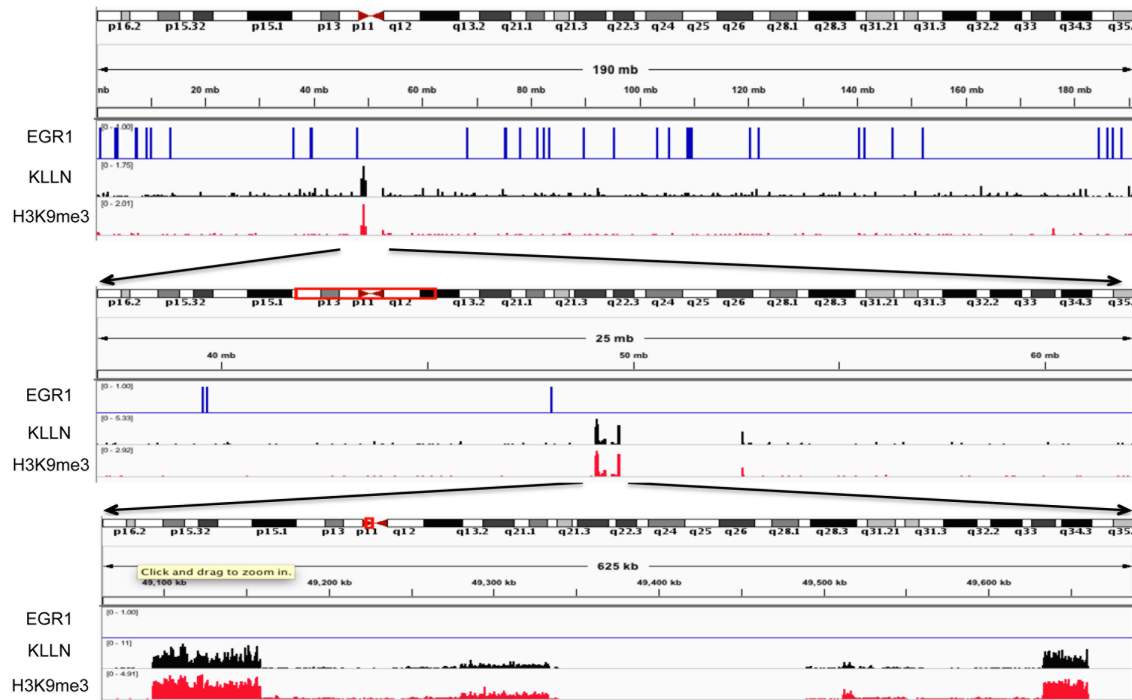 p16.2 p15.32 p15.1 p13 p11 q12 q13.2 q21.1 q21.3 q22.3 q24 q25 q26 q28.1 q28.3 q31.21 q31.3 q32.2 q33 q34.3 q35.
190 mb
mb 20 mb 40 mb 60 mb 80 mb 100 mb 120 mb 140 mb 160 mb 180 mb
EGR1 [0 - 1.00]
KLLN [0 - 1.75]
H3K9me3 [0 - 2.01]
p16.2 p15.32 p15.1 p13 p11 q12 q13.2 q21.1 q21.3 q22.3 q24 q25 q26 q28.1 q28.3 q31.21 q31.3 q32.2 q33 q34.3 q35.
25 mb
40 mb 50 mb 60 mb
EGR1 [0 - 1.00]
KLLN [0 - 5.33]
H3K9me3 [0 - 2.92]
p16.2 p15.32 p15.1 p13 p11 q12 q13.2 q21.1 q21.3 q22.3 q24 q25 q26 q28.1 q28.3 q31.21 q31.3 q32.2 q33 q34.3 q35.
625 kb
Click and drag to zoom in.
49,100 kb 49,200 kb 49,300 kb 49,400 kb 49,500 kb 49,600 kb
EGR1 [0 - 1.00]
KLLN [0 - 11]
H3K9me3 [0 - 4.91]